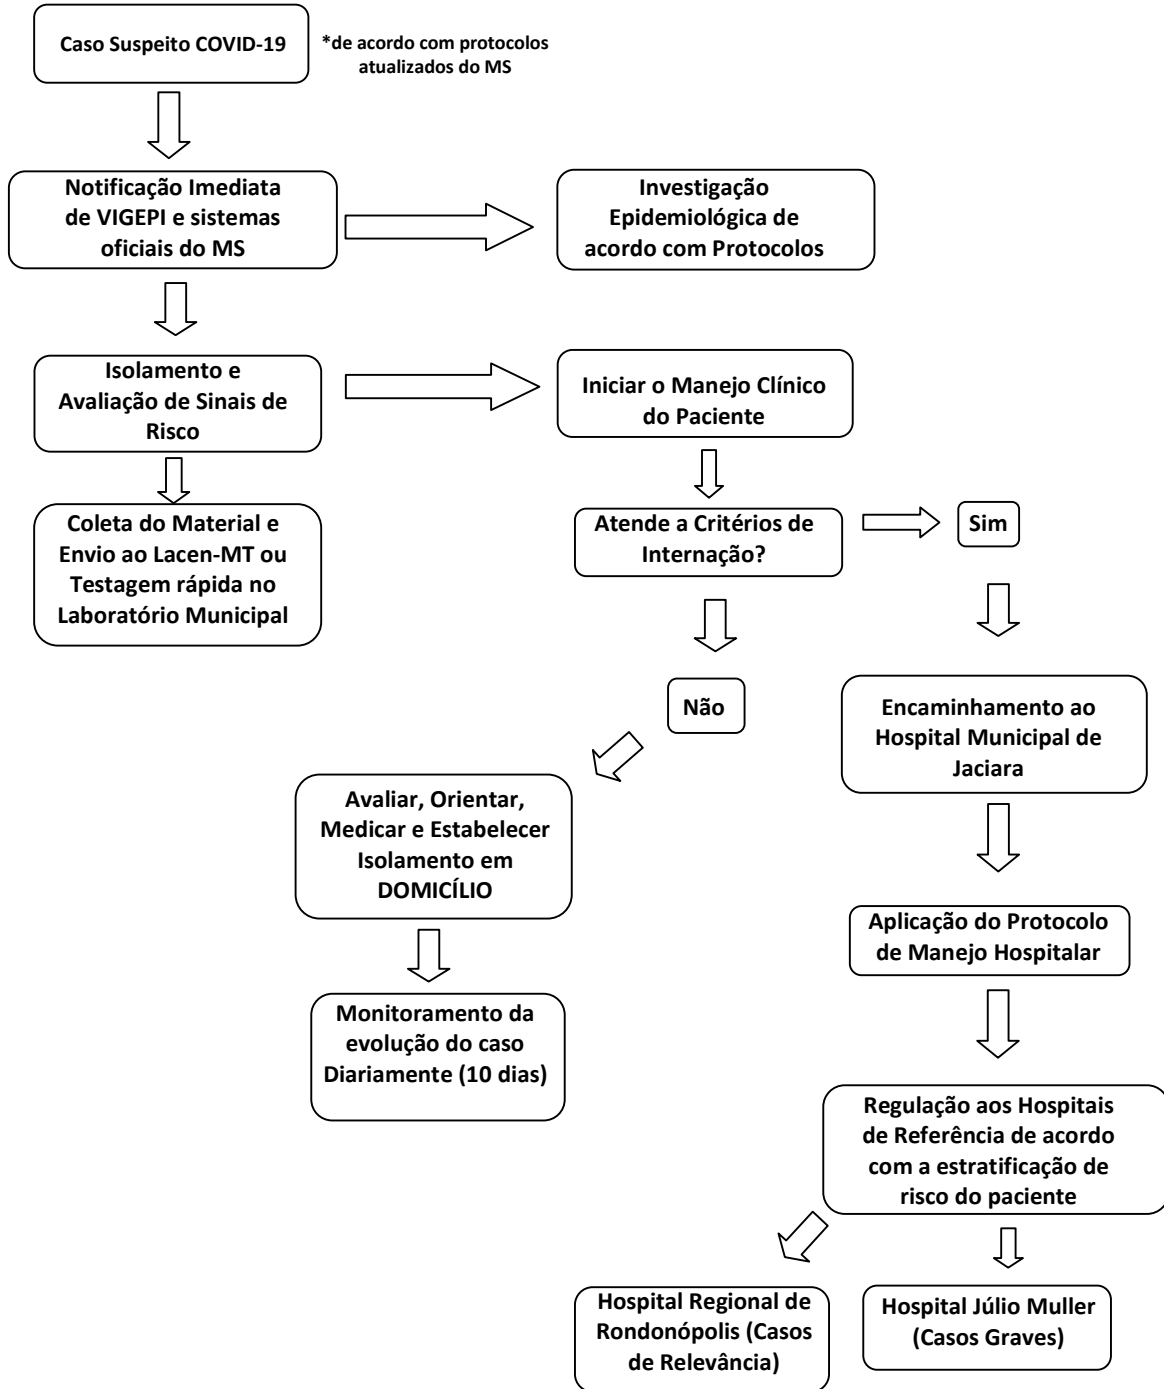 Caso Suspeito COVID-19
*de acordo com protocolos
atualizados do MS
Notificação Imediata
de VIGEPI e sistemas
oficiais do MS
Investigação
Epidemiológica de
acordo com Protocolos
Isolamento e
Avaliação de Sinais de
Risco
Iniciar o Manejo Clínico
do Paciente
Coleta do Material e
Envio ao Lacen-MT ou
Testagem rápida no
Laboratório Municipal
Atende a Critérios de
Internação?
Sim
Não
Encaminhamento ao
Hospital Municipal de
Jaciara
Avaliar, Orientar,
Medicar e Estabelecer
Isolamento em
DOMICÍLIO
Aplicação do Protocolo
de Manejo Hospitalar
Monitoramento da
evolução do caso
Diariamente (10 dias)
Regulação aos Hospitais
de Referência de acordo
com a estratificação de
risco do paciente
Hospital Regional de
Rondonópolis (Casos
de Relevância)
Hospital Júlio Muller
(Casos Graves)